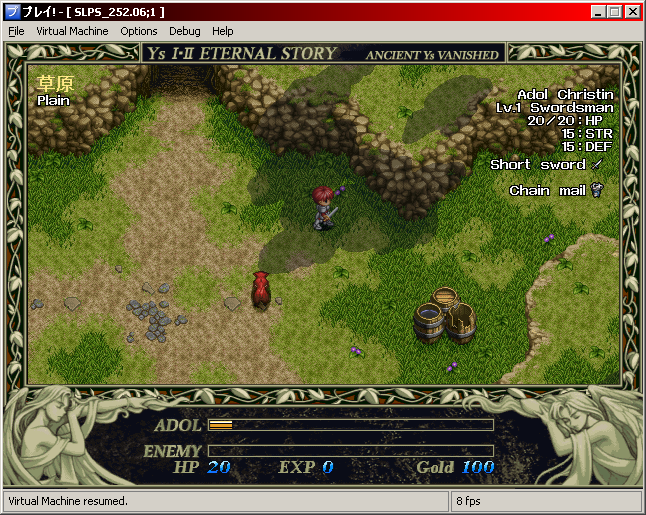 プレイ! - [ SLPS_252.06;1 ]
File Virtual Machine Options Debug Help
Ys I・II ETERNAL STORY ANCIENT Ys VANISHED
草原
Plain
Adol Christin
Lv.1 Swordsman
20/20:HP
15:STR
15:DEF
Short sword
Chain mail
ADOL
ENEMY
HP 20 EXP 0 Gold 100
Virtual Machine resumed. 8 fps